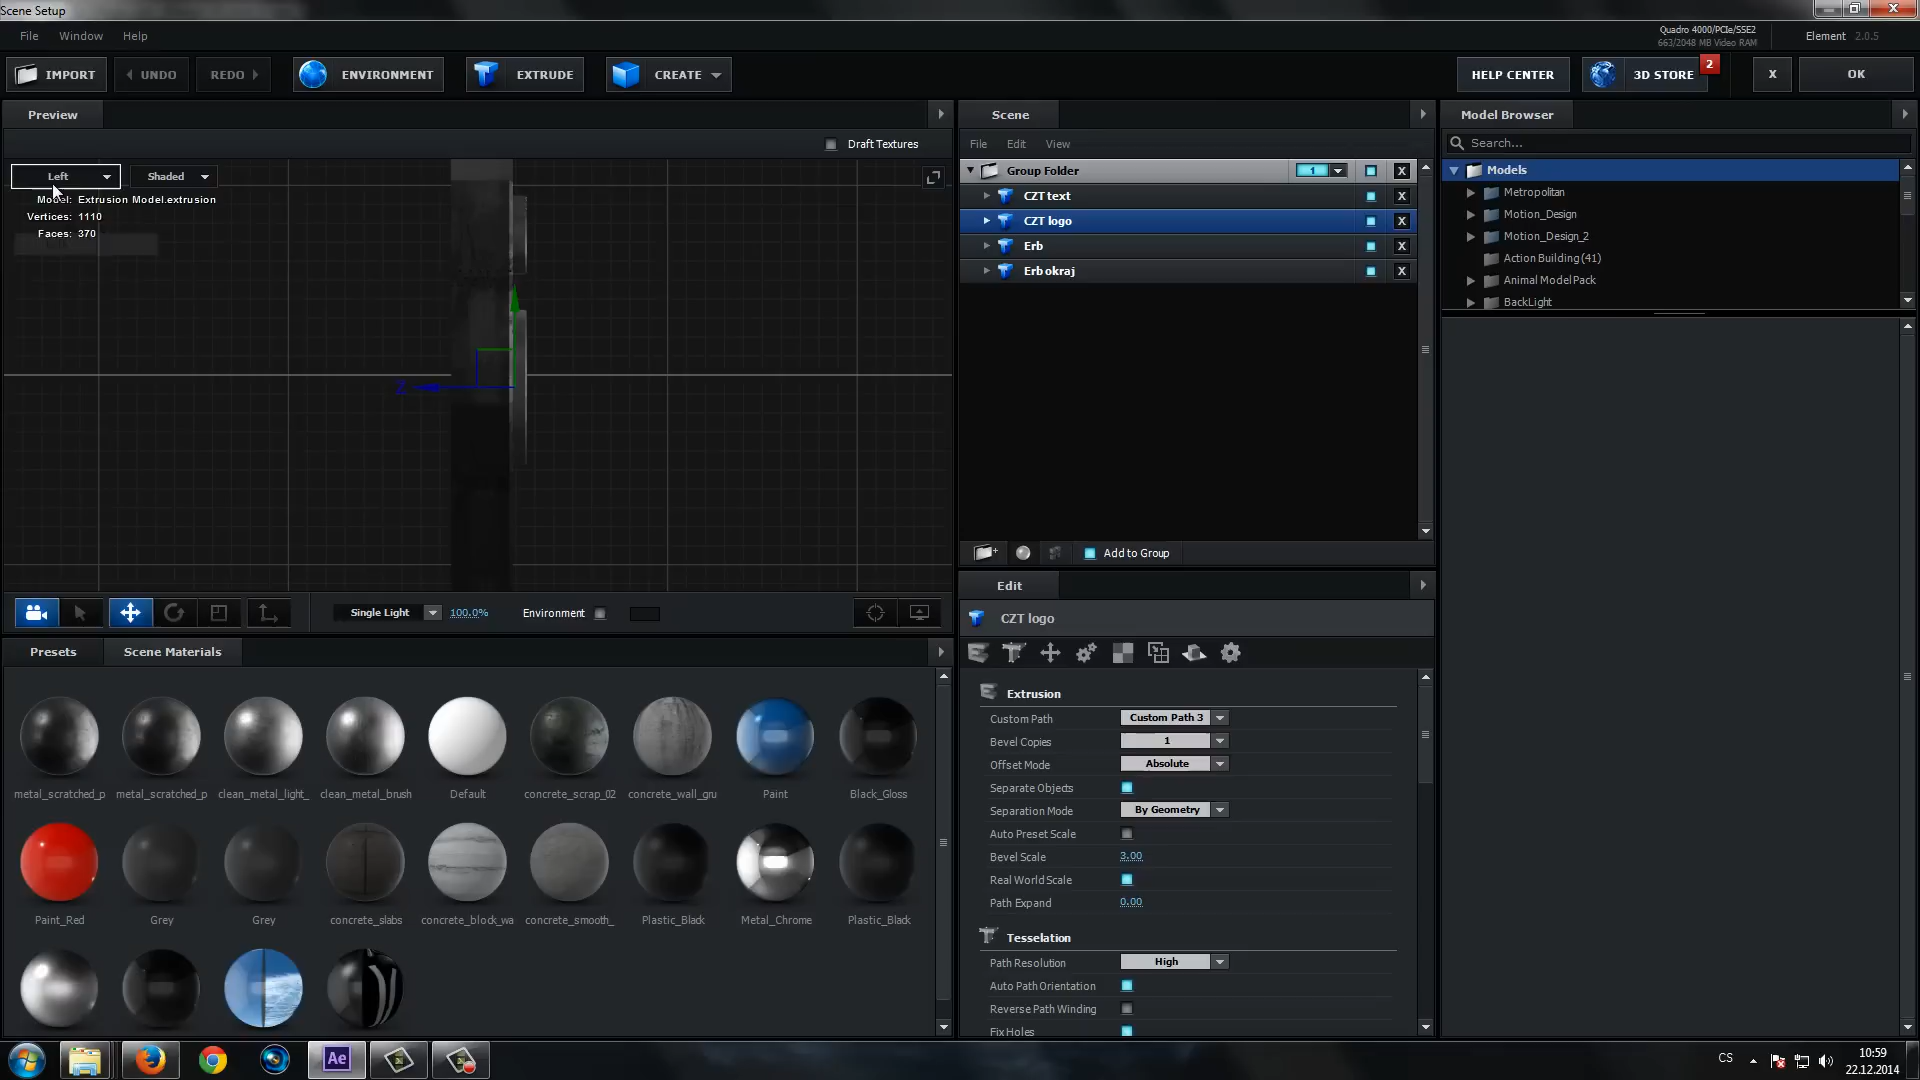 Scene Setup
File Window Help
Quadro 4000/PCIe/SSE2
663/2048 MB Video RAM
Element 2.0.5
IMPORT
UNDO
REDO
ENVIRONMENT
EXTRUDE
CREATE
HELP CENTER
3D STORE
2
X
OK
Preview
Draft Textures
Left
Shaded
Model: Extrusion Model.extrusion
Vertices: 1110
Faces: 370
Z
Single Light
100.0%
Environment
Presets
Scene Materials
metal_scratched_p
metal_scratched_p
clean_metal_light_
clean_metal_brush
Default
concrete_scrap_02
concrete_wall_gru
Paint
Black_Gloss
Paint_Red
Grey
Grey
concrete_slabs
concrete_block_wa
concrete_smooth_
Plastic_Black
Metal_Chrome
Plastic_Black
Scene
File Edit View
Group Folder 1 X
CZT text X
CZT logo X
Erb X
Erb okraj X
Add to Group
Edit
CZT logo
Extrusion
Custom Path Custom Path 3
Bevel Copies 1
Offset Mode Absolute
Separate Objects
Separation Mode By Geometry
Auto Preset Scale
Bevel Scale 3.00
Real World Scale
Path Expand 0.00
Tesselation
Path Resolution High
Auto Path Orientation
Reverse Path Winding
Fix Holes
Model Browser
Search...
Models
Metropolitan
Motion_Design
Motion_Design_2
Action Building (41)
Animal Model Pack
BackLight
Ae
CS
10:59
22.12.2014